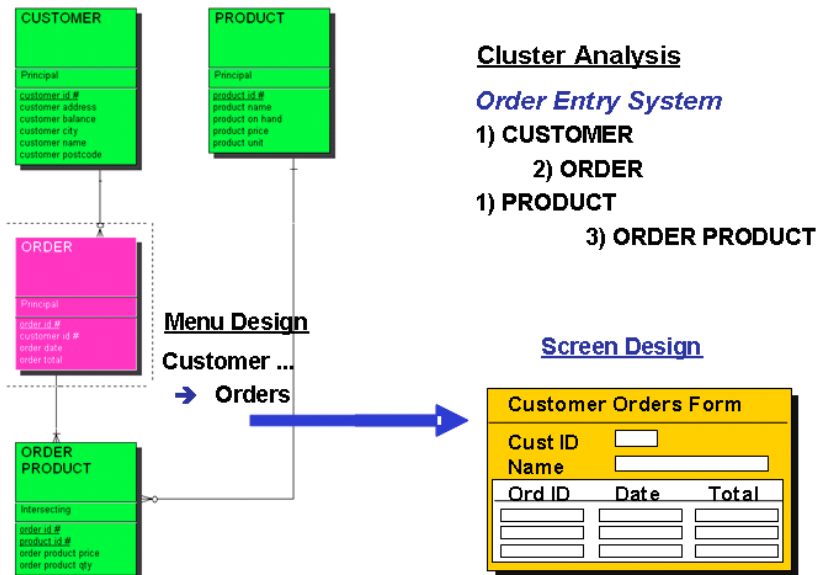 CUSTOMER
Principal
customer id #
customer address
customer balance
customer city
customer name
customer postcode
PRODUCT
Principal
product id #
product name
product on hand
product price
product unit
ORDER
Principal
order id #
customer id #
order date
order total
ORDER
PRODUCT
Intersecting
order id #
product id #
order product price
order product qty
Menu Design
Customer ...
➔ Orders
Cluster Analysis
Order Entry System
1) CUSTOMER
2) ORDER
1) PRODUCT
3) ORDER PRODUCT
Screen Design
Customer Orders Form
Cust ID
Name
Ord ID Date Total